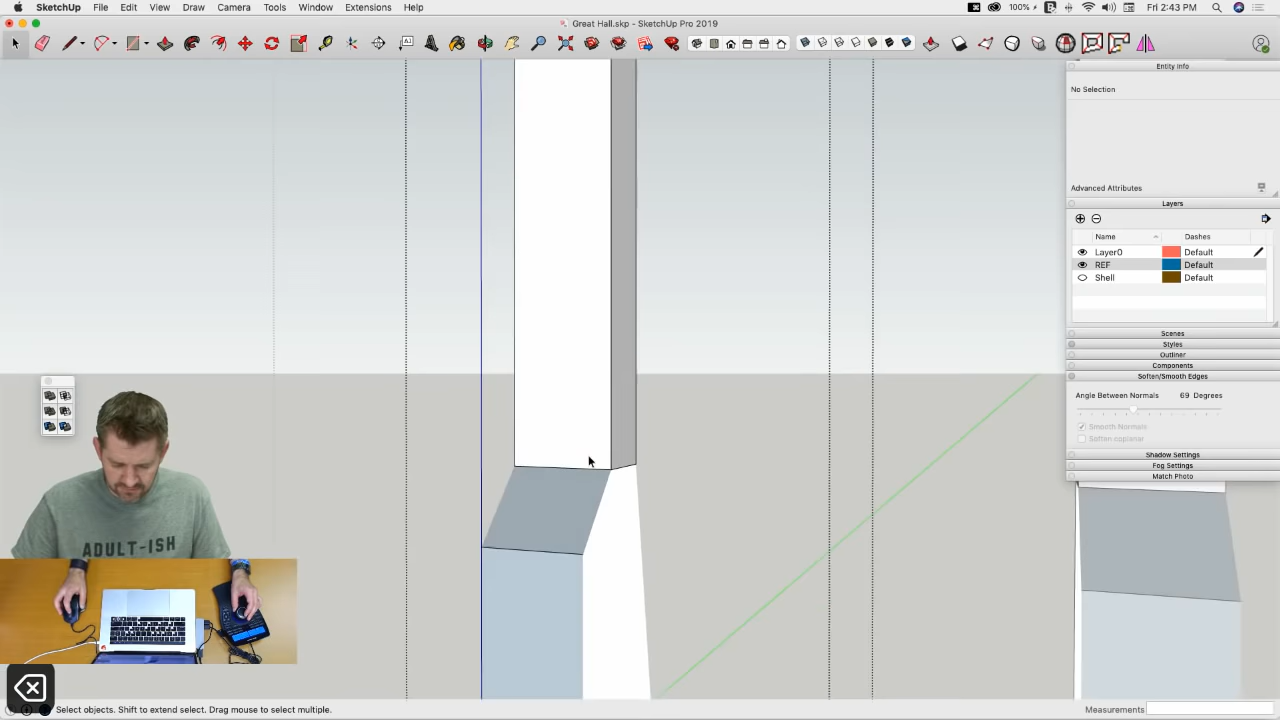 SketchUp File Edit View Draw Camera Tools Window Extensions Help
100% Fri 2:43 PM
Great Hall.skp - SketchUp Pro 2019
Entity Info
No Selection
Advanced Attributes
Layers
Name Dashes
Layer0 Default
REF Default
Shell Default
Scenes
Styles
Outliner
Components
Soften/Smooth Edges
Angle Between Normals 69 Degrees
Smooth Normals
Soften coplanar
Shadow Settings
Fog Settings
Match Photo
ADULT-ISH
Select objects. Shift to extend select. Drag mouse to select multiple.
Measurements